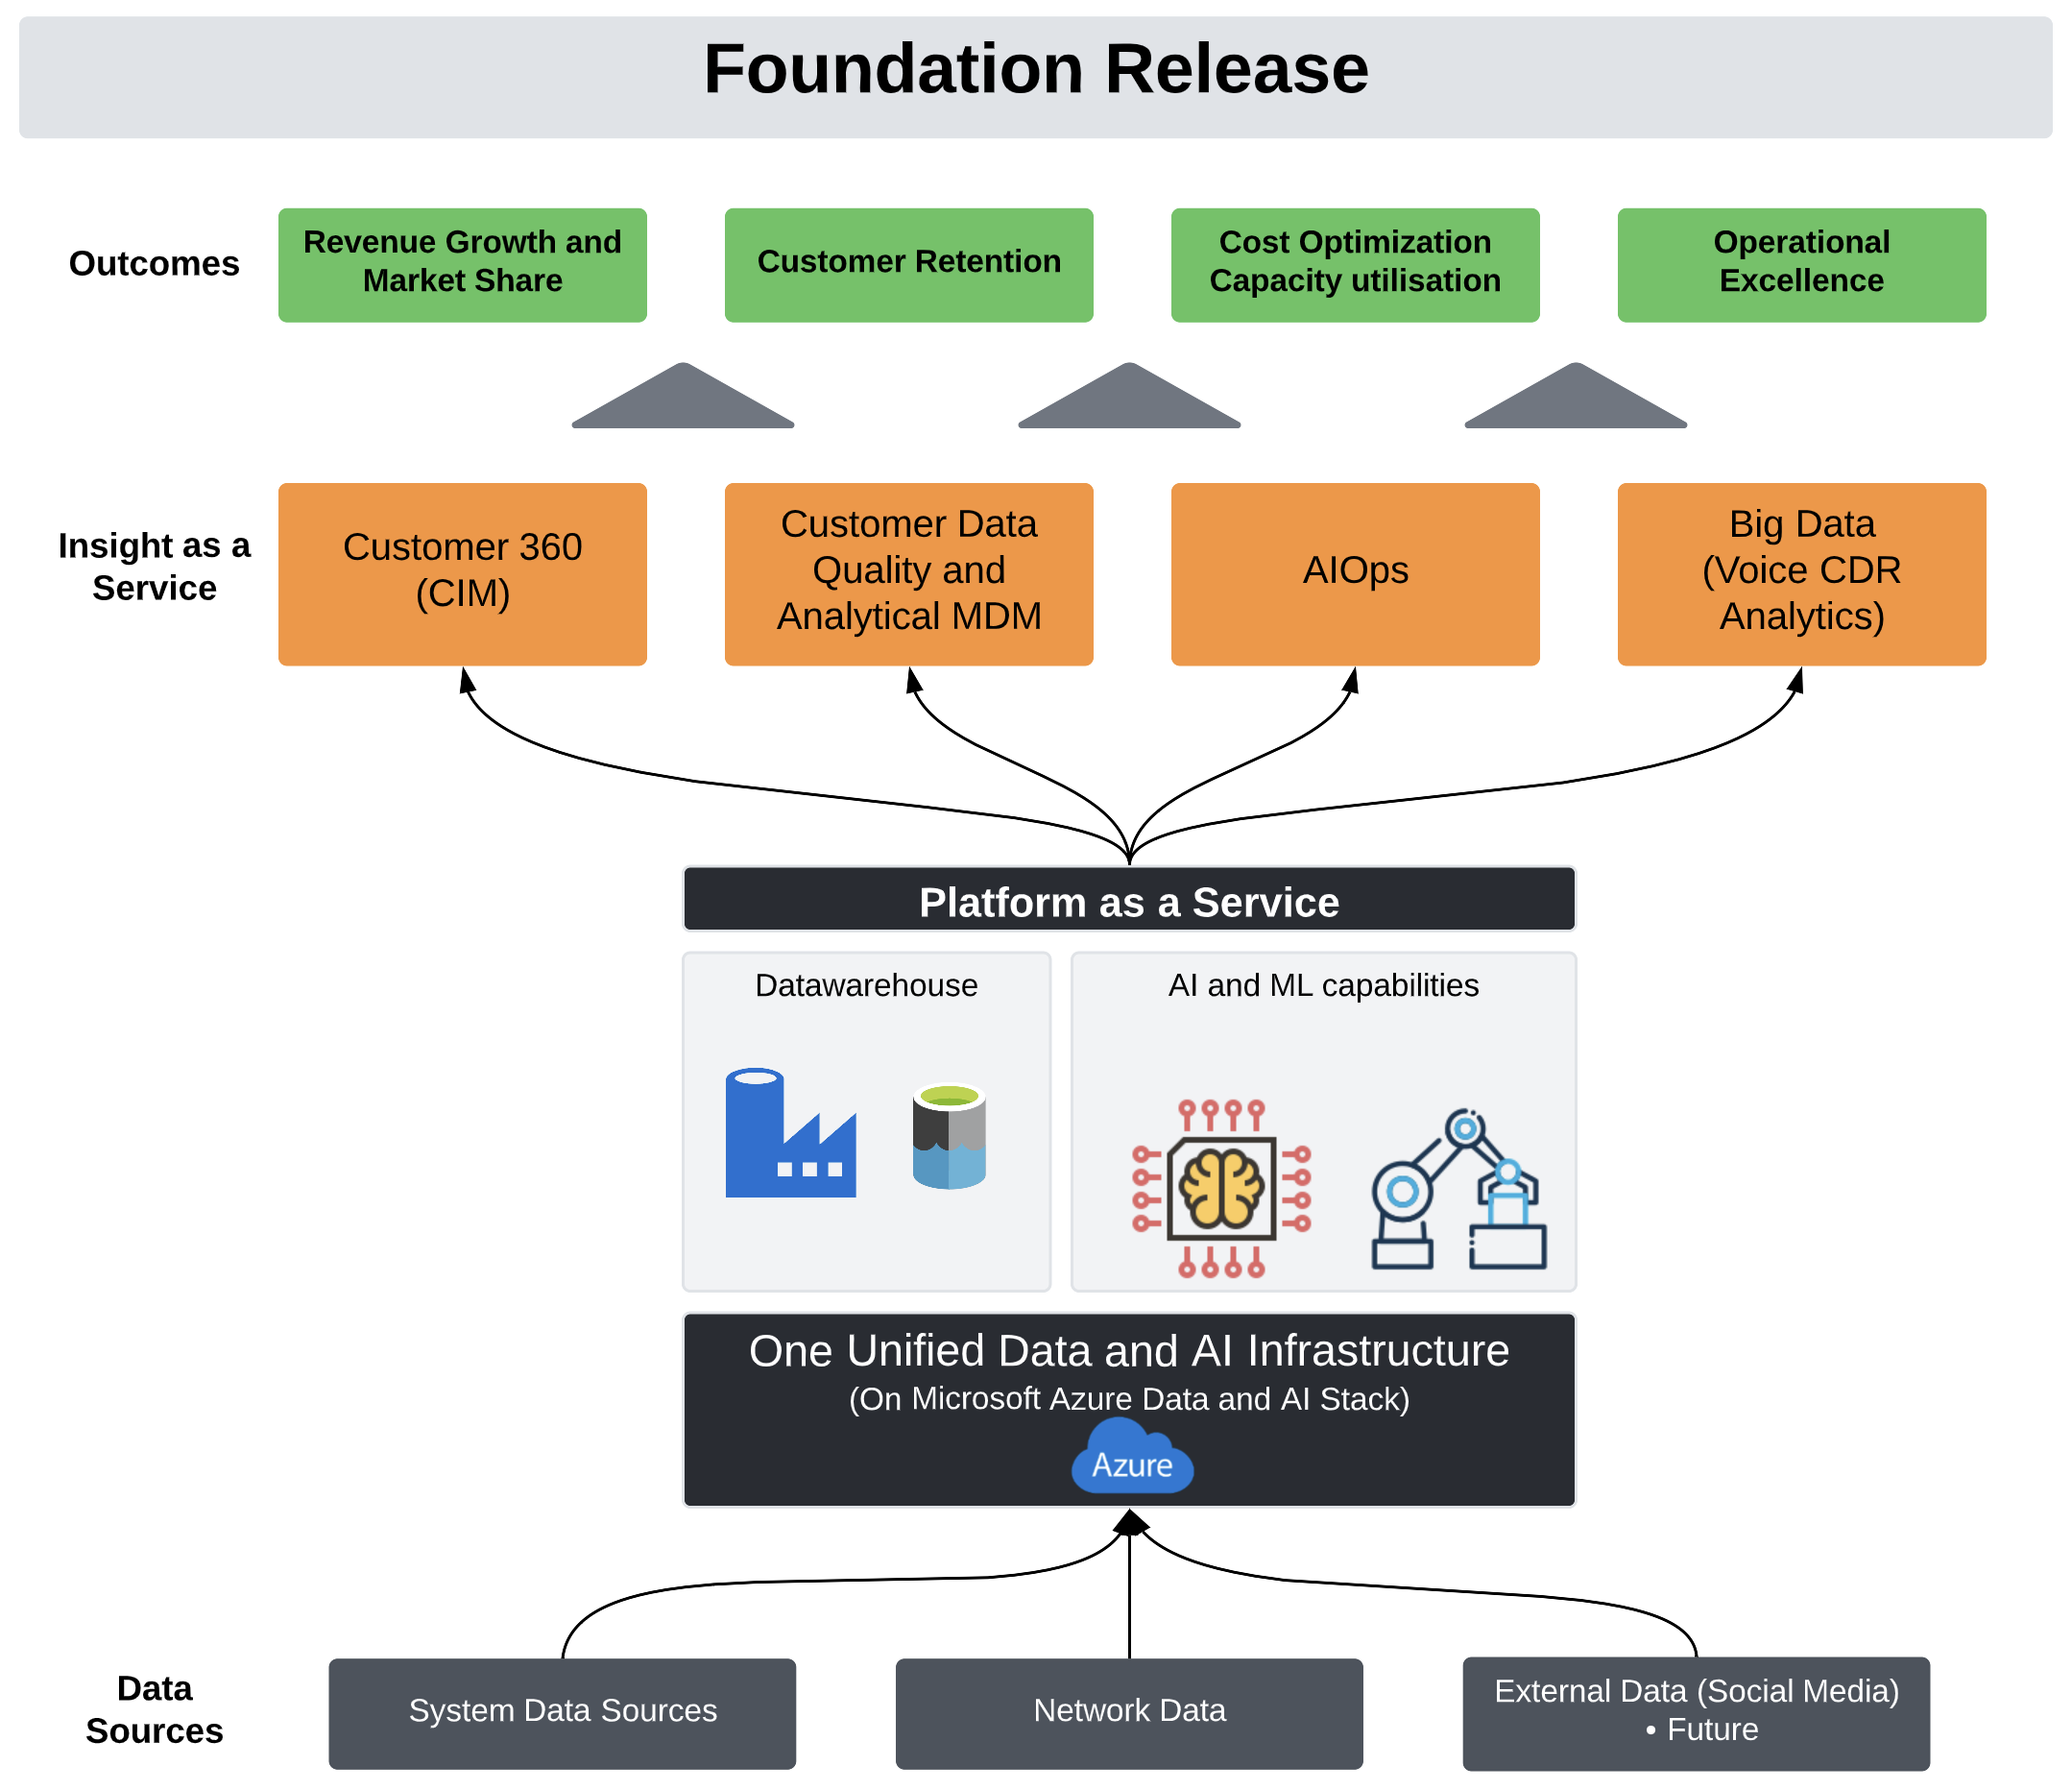 Foundation Release
Outcomes
Revenue Growth and
Market Share
Customer Retention
Cost Optimization
Capacity utilisation
Operational
Excellence
Insight as a
Service
Customer 360
(CIM)
Customer Data
Quality and
Analytical MDM
AIOps
Big Data
(Voice CDR
Analytics)
Platform as a Service
Datawarehouse
AI and ML capabilities
One Unified Data and AI Infrastructure
(On Microsoft Azure Data and AI Stack)
Azure
Data
Sources
System Data Sources
Network Data
External Data (Social Media)
• Future